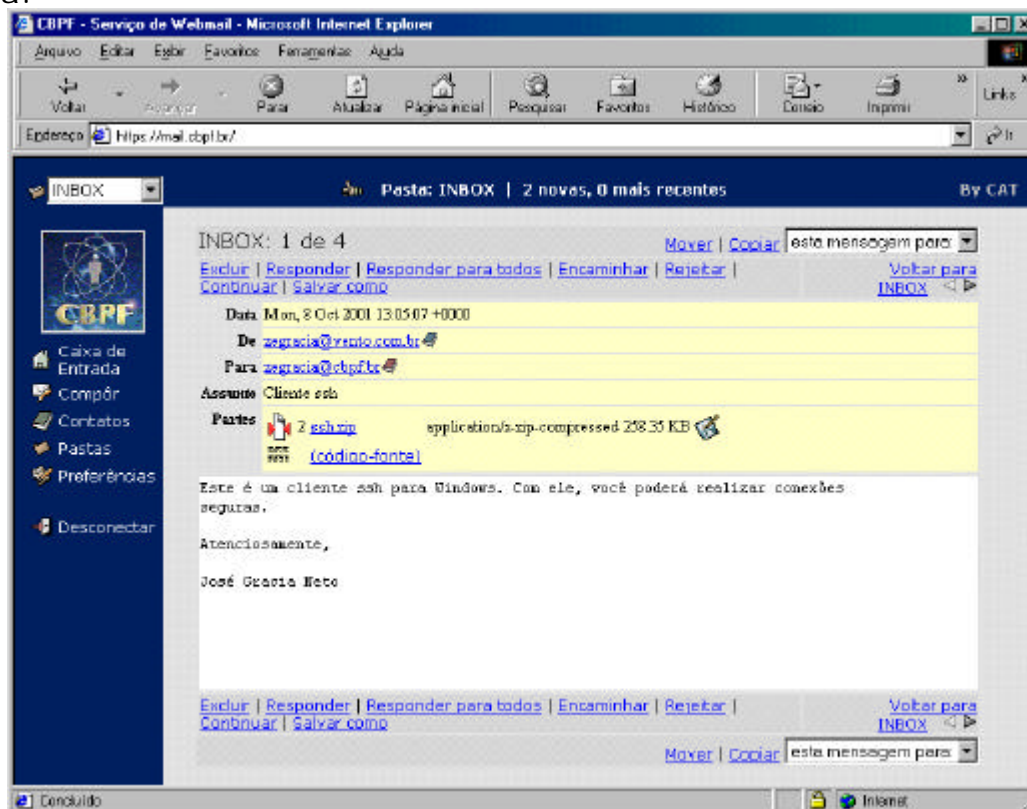 a.
CBPF - Serviço de Webmail - Microsoft Internet Explorer
Arquivo Editar Exibir Favoritos Ferramentas Ajuda
Voltar Avançar Parar Atualizar Página inicial Pesquisar Favoritos Histórico Correio Imprimir » Links »
Endereço https://mail.cbpf.br/ Ir
INBOX Pasta: INBOX | 2 novas, 0 mais recentes By CAT
INBOX: 1 de 4 Mover | Copiar esta mensagem para:
Excluir | Responder | Responder para todos | Encaminhar | Rejeitar | Voltar para
Continuar | Salvar como INBOX
CBPF
Data Mon, 8 Oct 2001 13:05:07 +0000
De zegracia@vento.com.br
Para zegracia@cbpf.br
Assunto Cliente ssh
Partes 2 ssh.zip application/x-zip-compressed 258.35 KB
(código-fonte)
Caixa de
Entrada
Compôr
Contatos
Pastas
Preferências
Desconectar
Este é um cliente ssh para Windows. Com ele, você poderá realizar conexões
seguras.
Atenciosamente,
José Gracia Neto
Excluir | Responder | Responder para todos | Encaminhar | Rejeitar | Voltar para
Continuar | Salvar como INBOX
Mover | Copiar esta mensagem para:
Concluído Internet